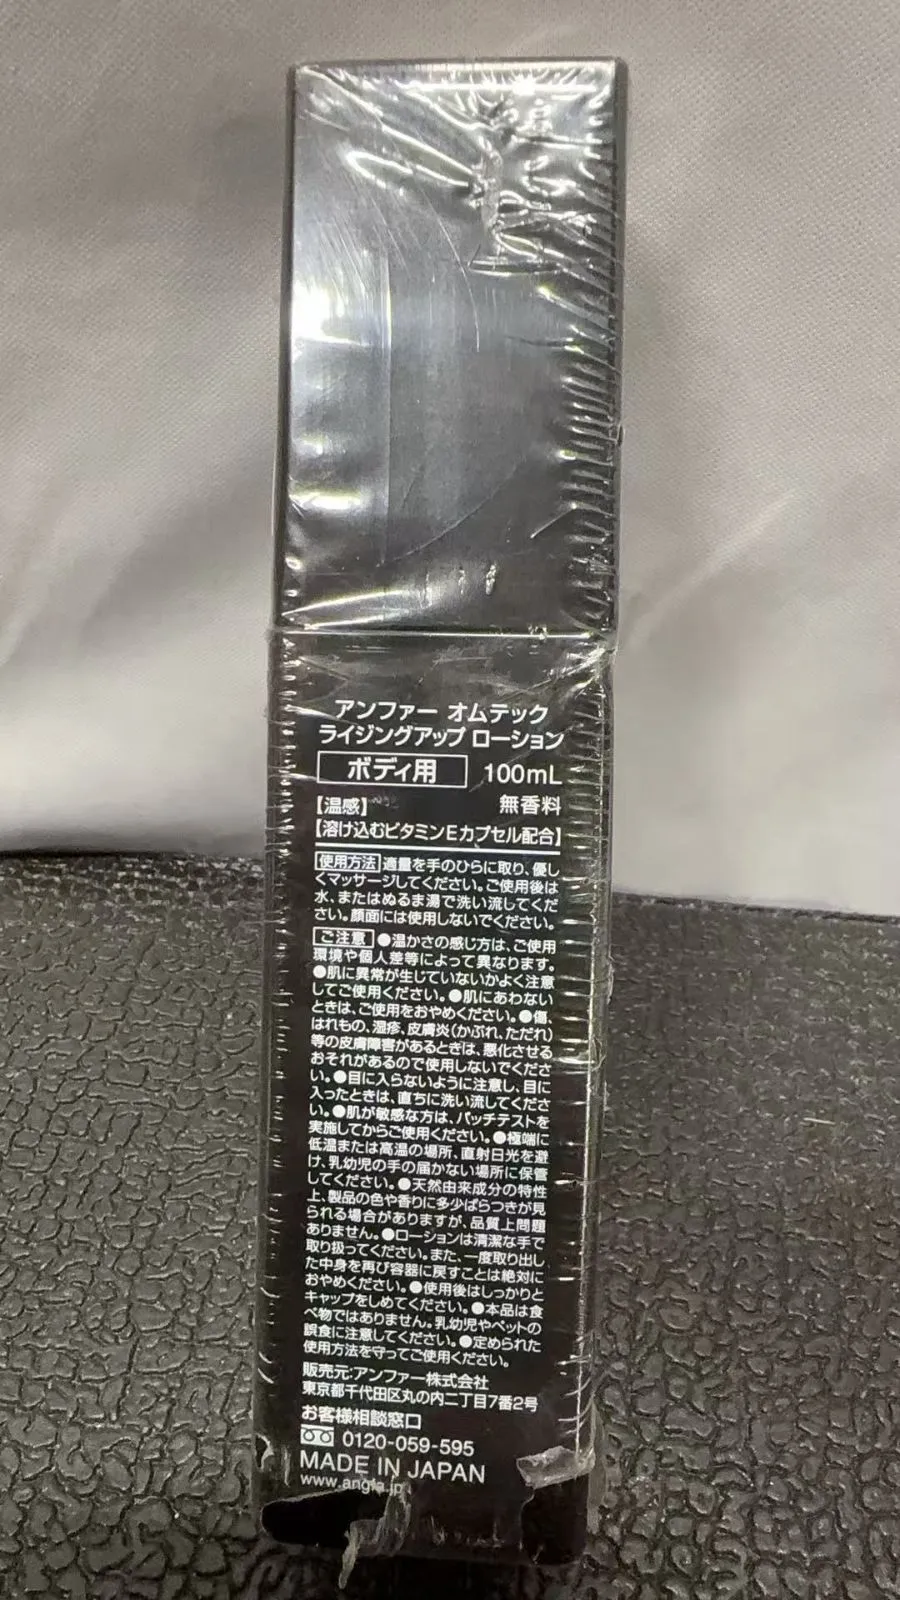 アンファー オムテック
ライジングアップ ローション
ボディ用 100mL
【温感】 無香料
【溶け込むビタミンEカプセル配合】
使用方法 適量を手のひらに取り、優し
くマッサージしてください。ご使用後は
水、またはぬるま湯で洗い流してくだ
さい。顔面には使用しないでください。
ご注意 ●温かさの感じ方は、ご使用
環境や個人差等によって異なります。
●肌に異常が生じていないかよく注意
してご使用ください。●肌にあわない
ときは、ご使用をおやめください。●傷、
はれもの、湿疹、皮膚炎(かぶれ、ただれ)
等の皮膚障害があるときは、悪化させる
おそれがあるので使用しないでくださ
い。●目に入らないように注意し、目に
入ったときは、直ちに洗い流してくださ
い。●肌が敏感な方は、パッチテストを
実施してからご使用ください。●極端に
低温または高温の場所、直射日光を避
け、乳幼児の手の届かない場所に保管
してください。●天然由来成分の特性
上、製品の色や香りに多少ばらつきが見
られる場合がありますが、品質上問題
ありません。●ローションは清潔な手で
取り扱ってください。また、一度取り出し
た中身を再び容器に戻すことは絶対に
おやめください。●使用後はしっかりと
キャップをしめてください。●本品は食
べ物ではありません。乳幼児やペットの
誤食に注意してください。●定められた
使用方法を守ってご使用ください。
販売元:アンファー株式会社
東京都千代田区丸の内二丁目7番2号
お客様相談窓口
0120-059-595
MADE IN JAPAN
www.angfa.jp